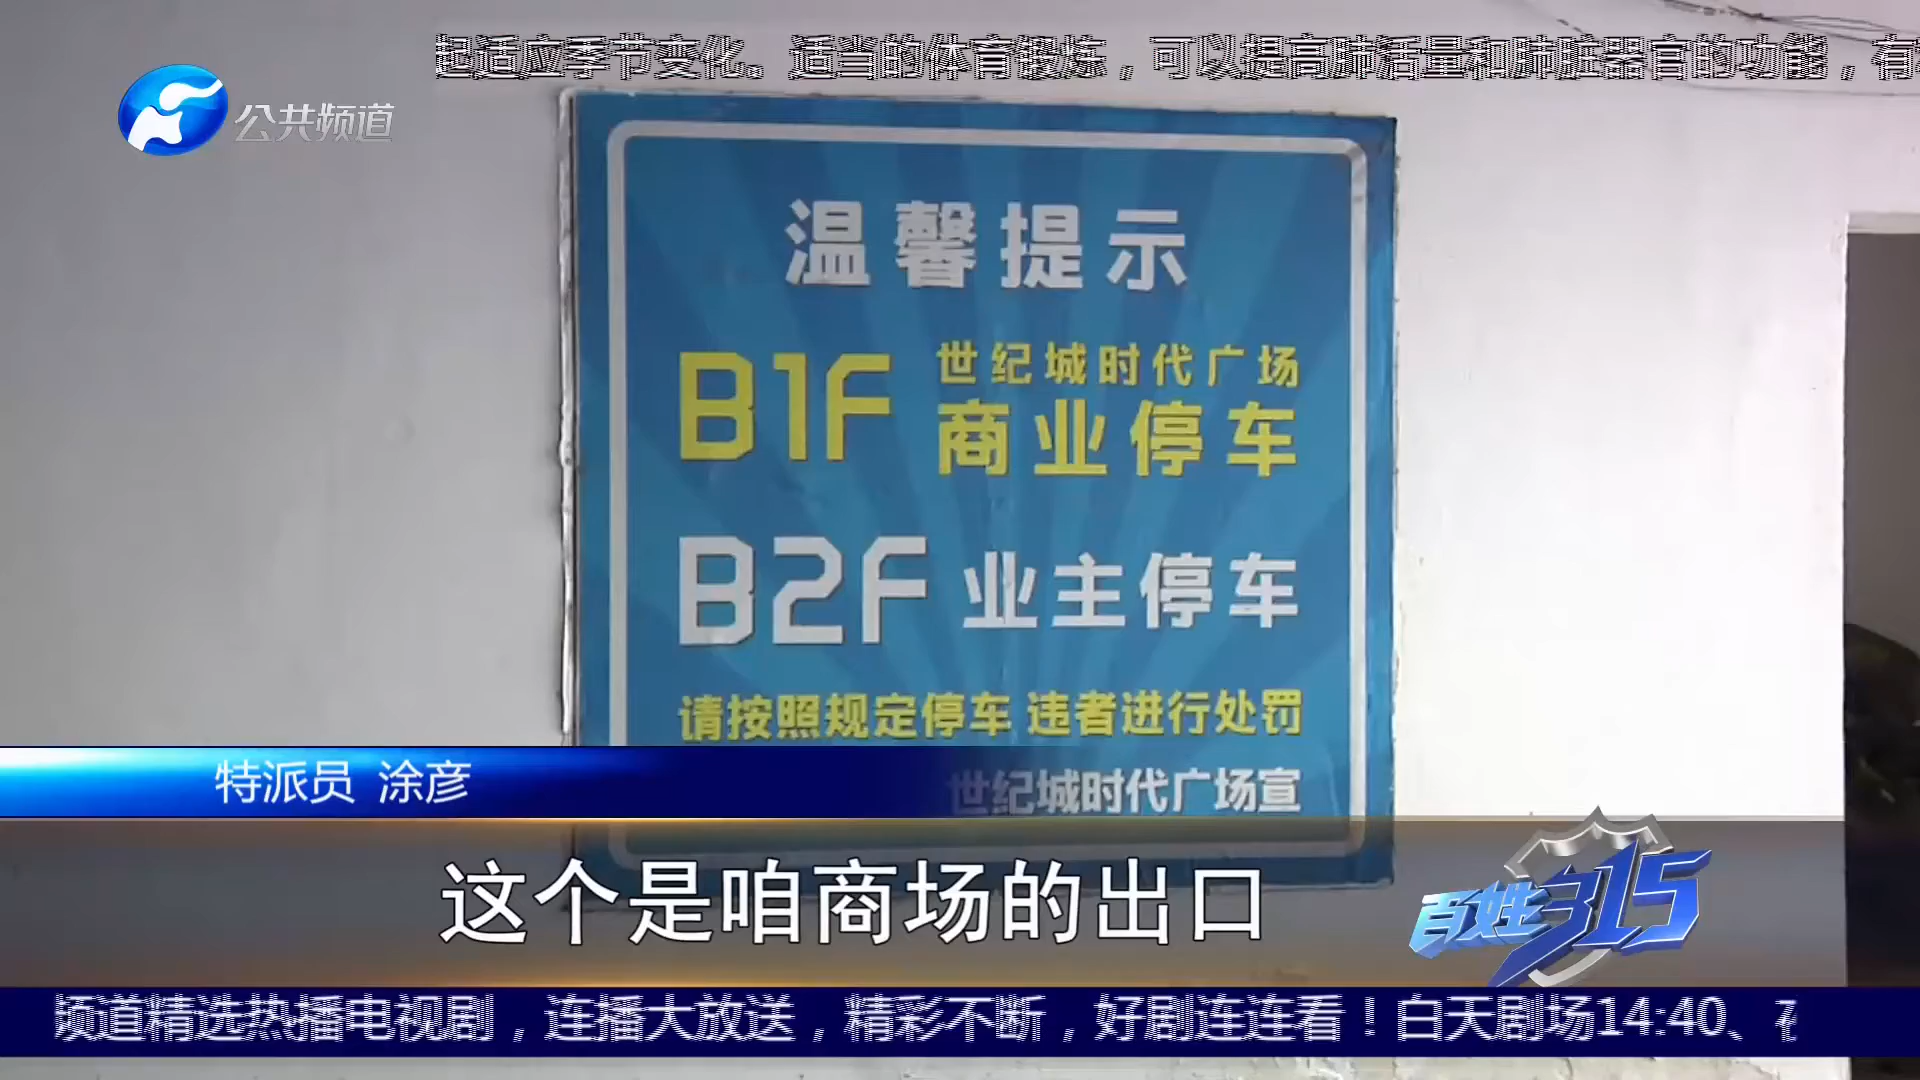 起适应季节变化。适当的体育锻炼，可以提高肺活量和肺脏器官的功能，有
公共频道
温馨提示
B1F 世纪城时代广场
商业停车
B2F 业主停车
请按照规定停车 违者进行处罚
世纪城时代广场宣
特派员 涂彦
这个是咱商场的出口
百姓315
频道精选热播电视剧，连播大放送，精彩不断，好剧连连看！白天剧场14:40、